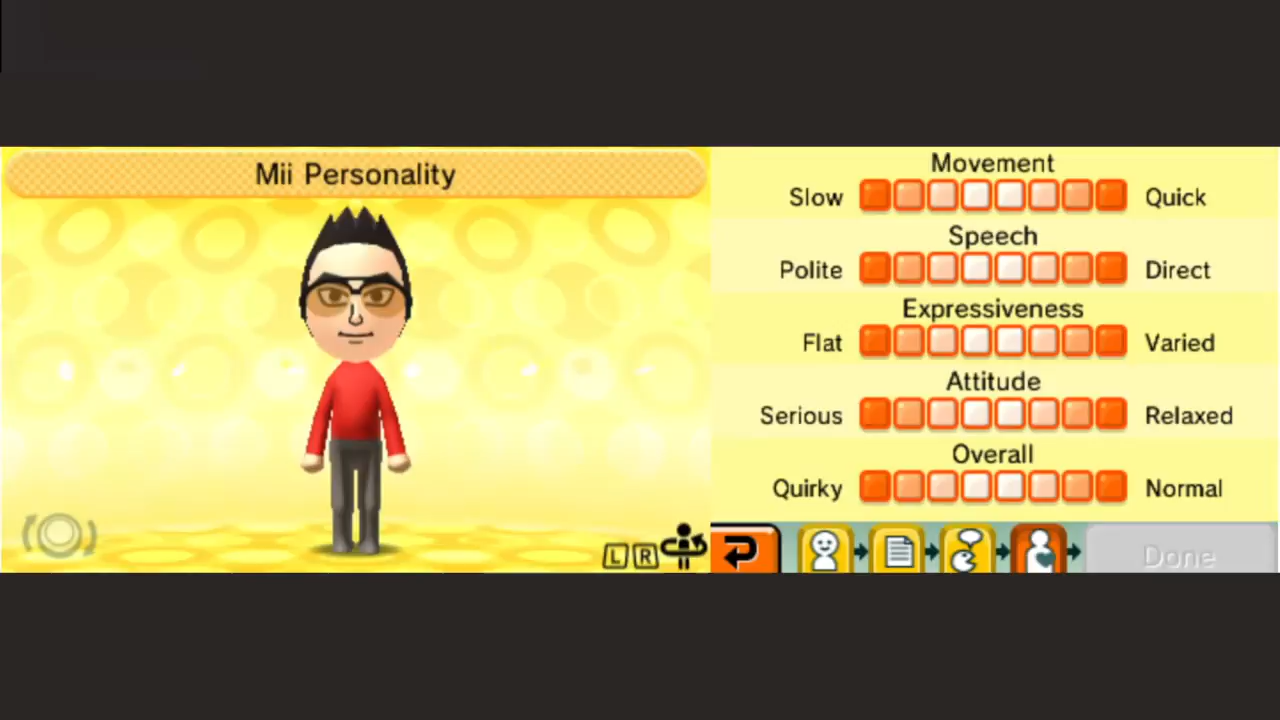 Mii Personality
L R
Movement
Slow Quick
Speech
Polite Direct
Expressiveness
Flat Varied
Attitude
Serious Relaxed
Overall
Quirky Normal
Done